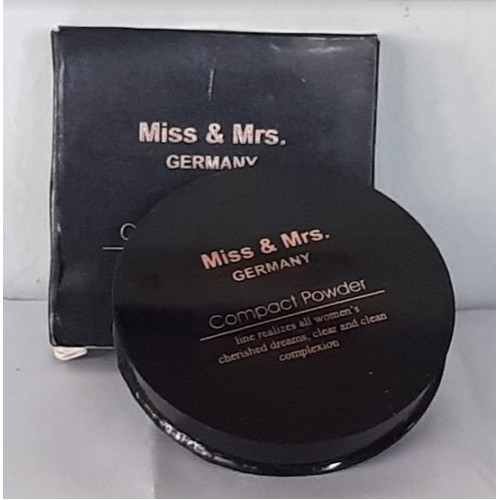 Miss & Mrs.
GERMANY
Miss & Mrs.
GERMANY
Compact Powder
line realizes all women's
cherished dreams, clear and clean
complexion